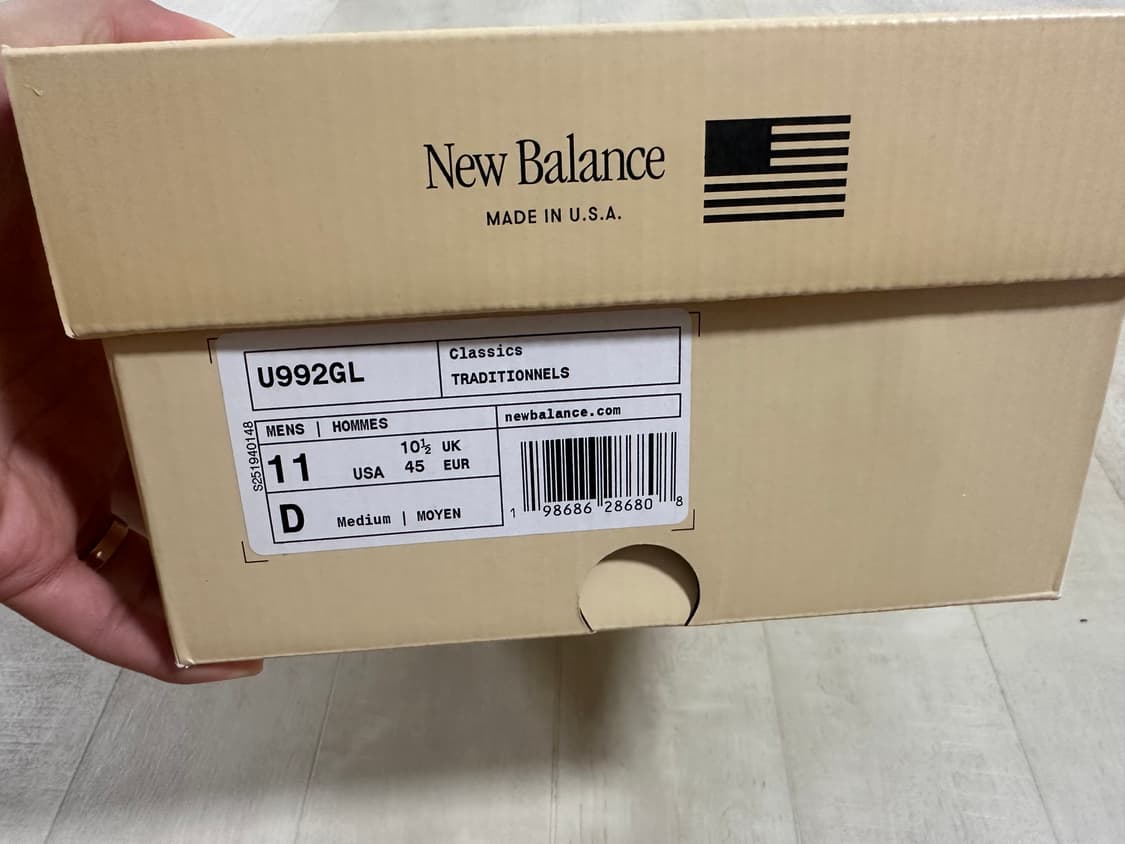 New Balance
MADE IN U.S.A.
U992GL
Classics
TRADITIONNELS
MENS | HOMMES
newbalance.com
11 USA
10½ UK
45 EUR
D Medium | MOYEN
S251940148
1 98686 28680 8